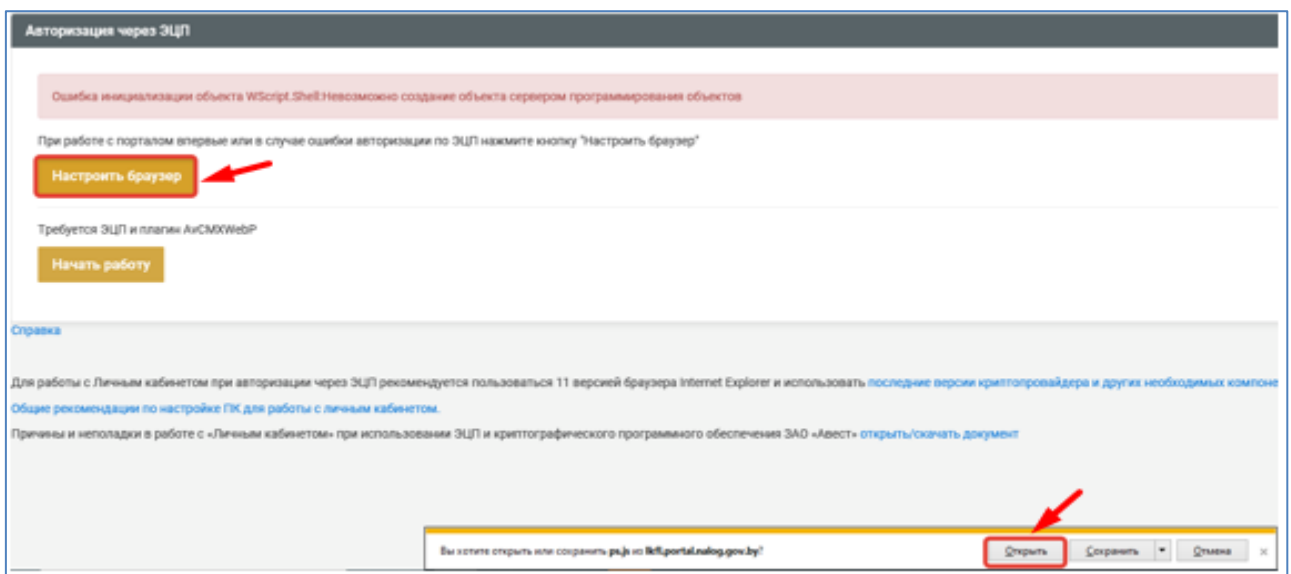 Авторизация через ЭЦП
Ошибка инициализации объекта WScript.Shell:Невозможно создание объекта сервером программирования объектов
При работе с порталом впервые или в случае ошибки авторизации по ЭЦП нажмите кнопку "Настроить браузер"
Настроить браузер
Требуется ЭЦП и плагин AvCMXWebP
Начать работу
Справка
Для работы с Личным кабинетом при авторизации через ЭЦП рекомендуется пользоваться 11 версией браузера Internet Explorer и использовать последние версии криптопровайдера и других необходимых компоне
Общие рекомендации по настройке ПК для работы с личным кабинетом.
Причины и неполадки в работе с «Личным кабинетом» при использовании ЭЦП и криптографического программного обеспечения ЗАО «Авест» открыть/скачать документ
Вы хотите открыть или сохранить ps.js из lkfl.portal.nalog.gov.by? Открыть Сохранить Отмена